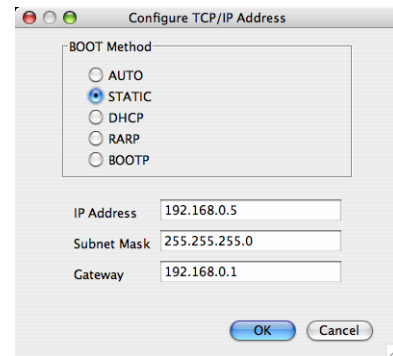 Configure TCP/IP Address
BOOT Method
AUTO
STATIC
DHCP
RARP
BOOTP
IP Address 192.168.0.5
Subnet Mask 255.255.255.0
Gateway 192.168.0.1
OK Cancel